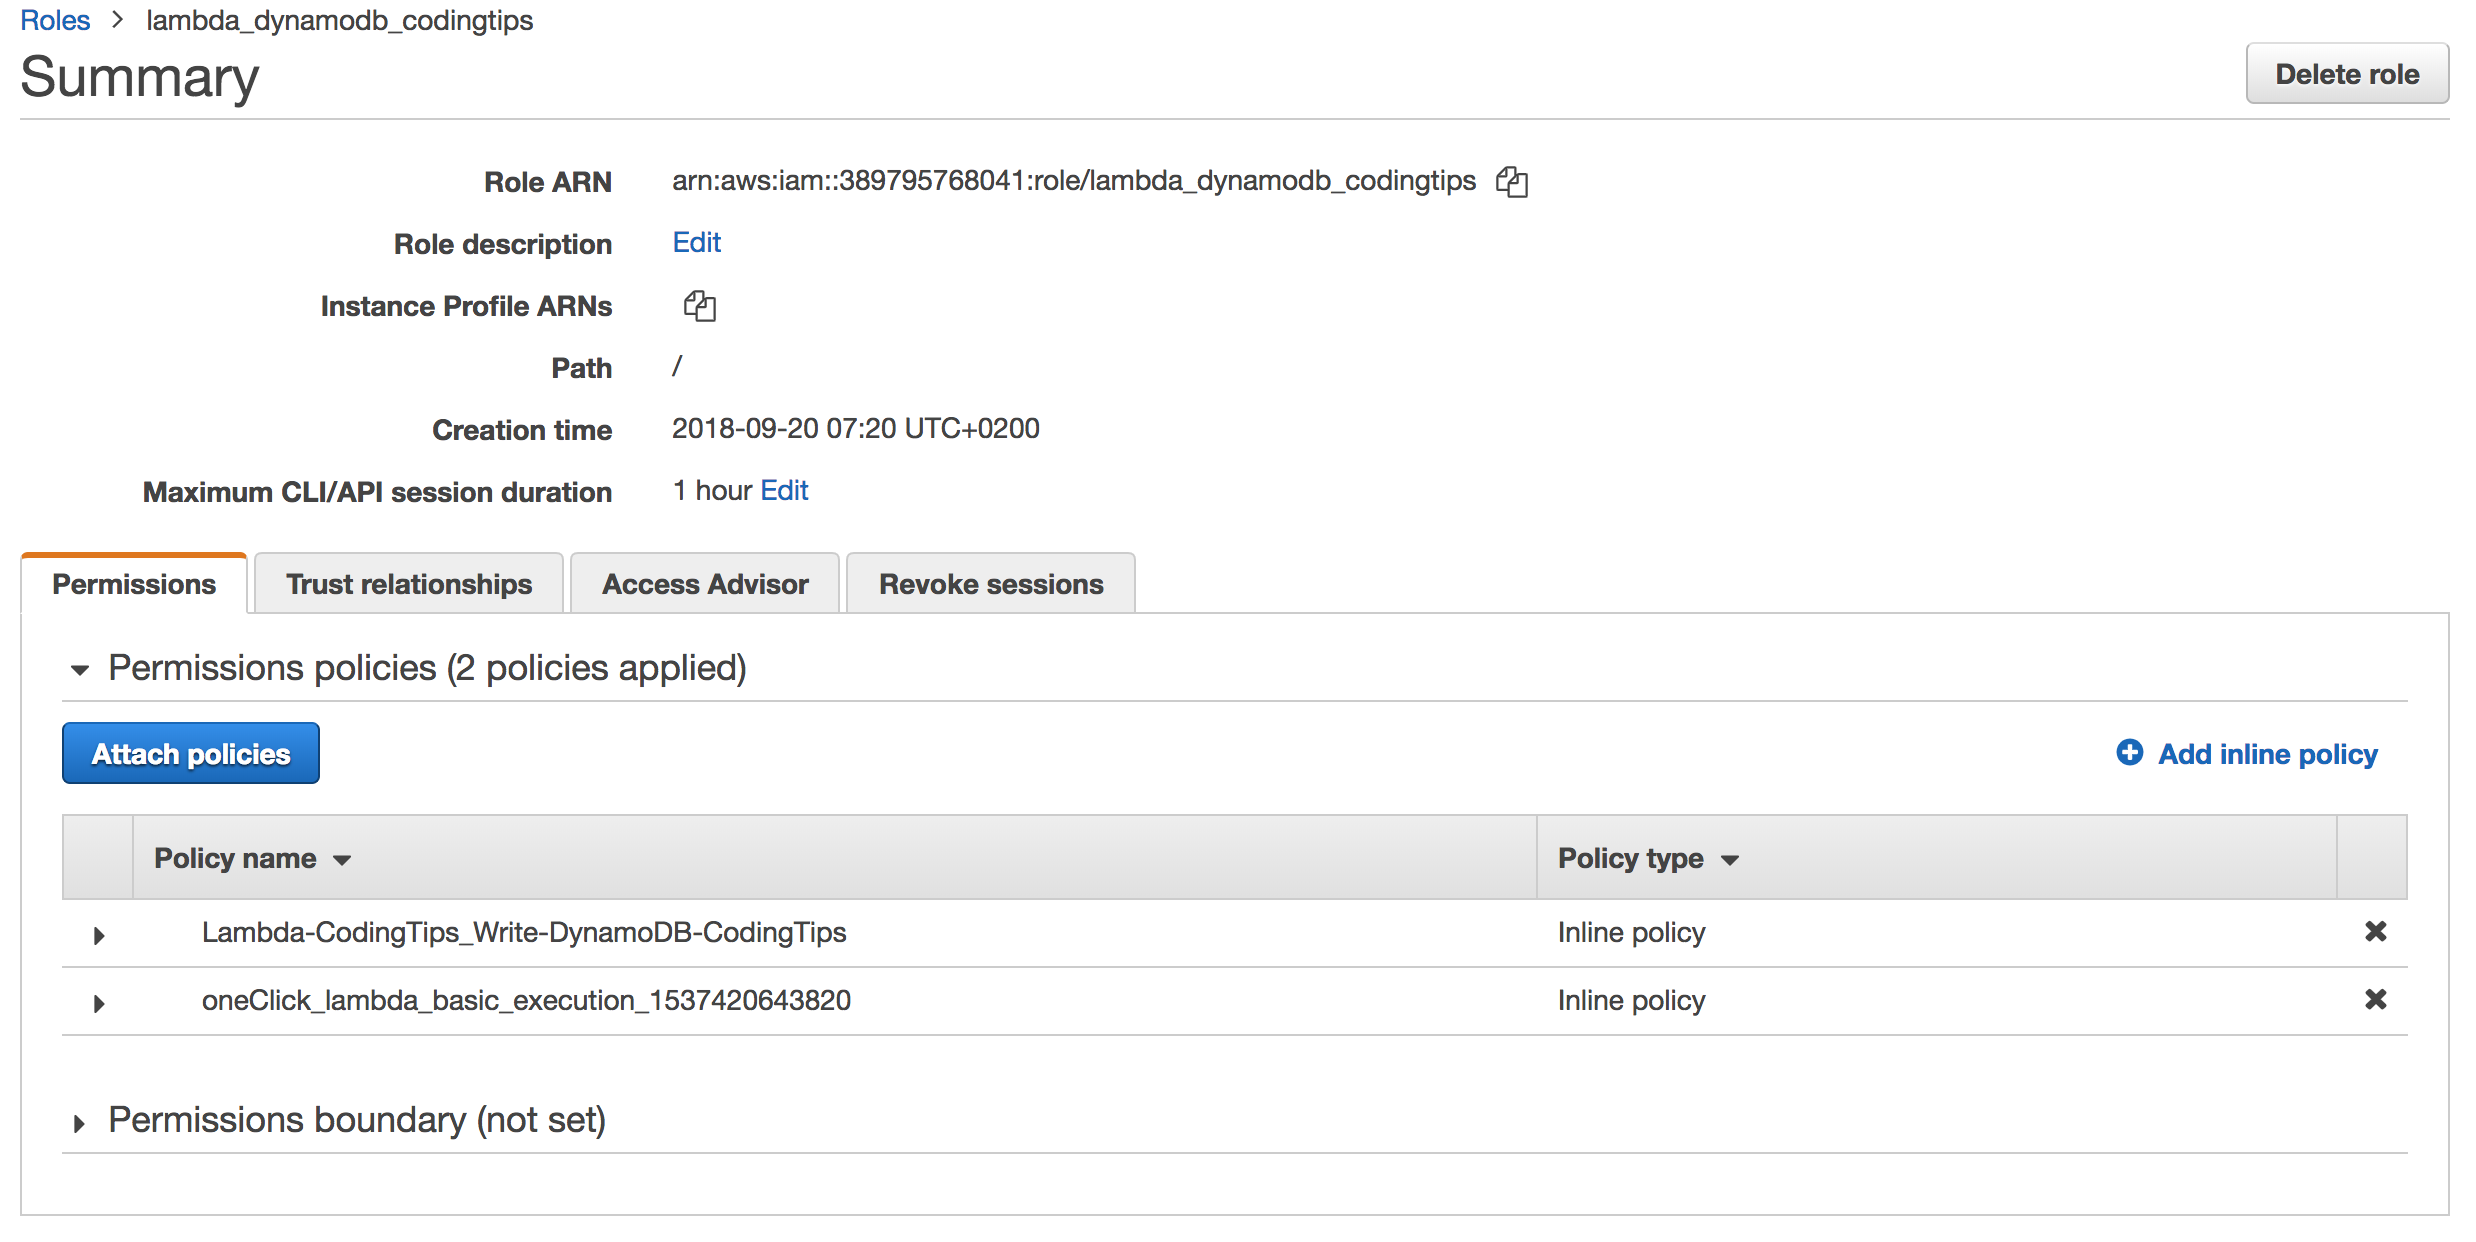 Roles > lambda_dynamodb_codingtips
Summary
Delete role
Role ARN arn:aws:iam::389795768041:role/lambda_dynamodb_codingtips
Role description Edit
Instance Profile ARNs
Path /
Creation time 2018-09-20 07:20 UTC+0200
Maximum CLI/API session duration 1 hour Edit
Permissions Trust relationships Access Advisor Revoke sessions
Permissions policies (2 policies applied)
Attach policies Add inline policy
Policy name Policy type
Lambda-CodingTips_Write-DynamoDB-CodingTips Inline policy
oneClick_lambda_basic_execution_1537420643820 Inline policy
Permissions boundary (not set)